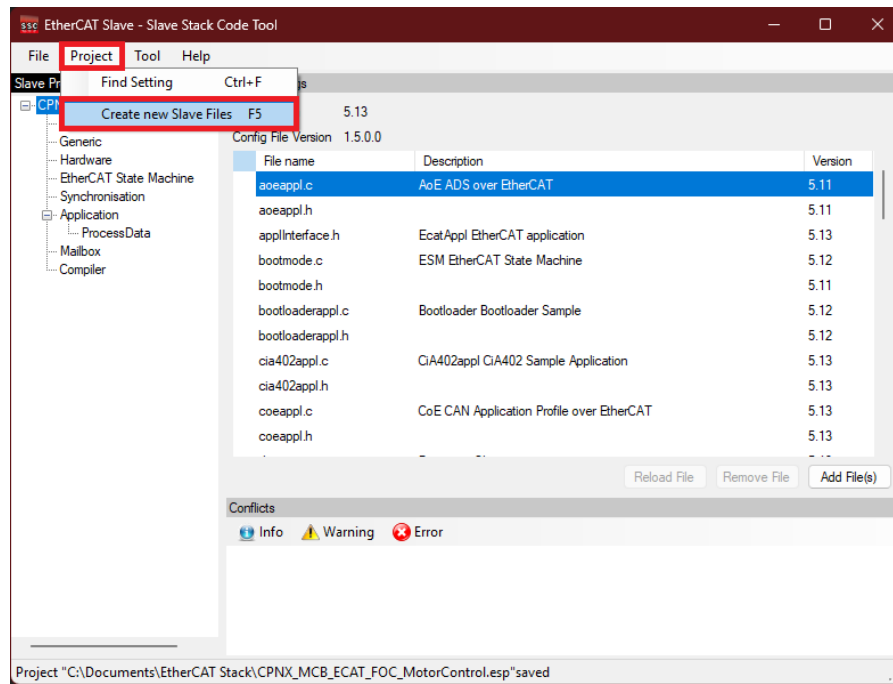 ssc EtherCAT Slave - Slave Stack Code Tool
File Project Tool Help
Slave Pr
Find Setting Ctrl+F
gs
Create new Slave Files F5
5.13
Config File Version 1.5.0.0
CPN
Generic
Hardware
EtherCAT State Machine
Synchronisation
Application
ProcessData
Mailbox
Compiler
File name Description Version
aoeappl.c AoE ADS over EtherCAT 5.11
aoeappl.h 5.11
applInterface.h EcatAppl EtherCAT application 5.13
bootmode.c ESM EtherCAT State Machine 5.12
bootmode.h 5.11
bootloaderappl.c Bootloader Bootloader Sample 5.12
bootloaderappl.h 5.12
cia402appl.c CiA402appl CiA402 Sample Application 5.13
cia402appl.h 5.13
coeappl.c CoE CAN Application Profile over EtherCAT 5.13
coeappl.h 5.13
Reload File Remove File Add File(s)
Conflicts
Info Warning Error
Project "C:\Documents\EtherCAT Stack\CPNX_MCB_ECAT_FOC_MotorControl.esp"saved